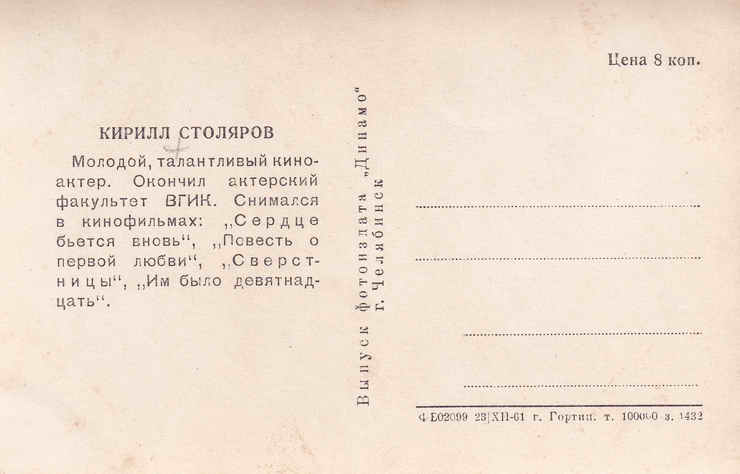 Цена 8 коп.
КИРИЛЛ СТОЛЯРОВ
Молодой, талантливый кино-
актер. Окончил актерский
факультет ВГИК. Снимался
в кинофильмах: „Сердце
бьется вновь“, „Повесть о
первой любви“, „Сверст-
ницы“, „Им было девятнад-
цать“.
Выпуск фотоиздата „Динамо“
г. Челябинск
23|XII-61 г. Гортип. т. 100000 з. 1432